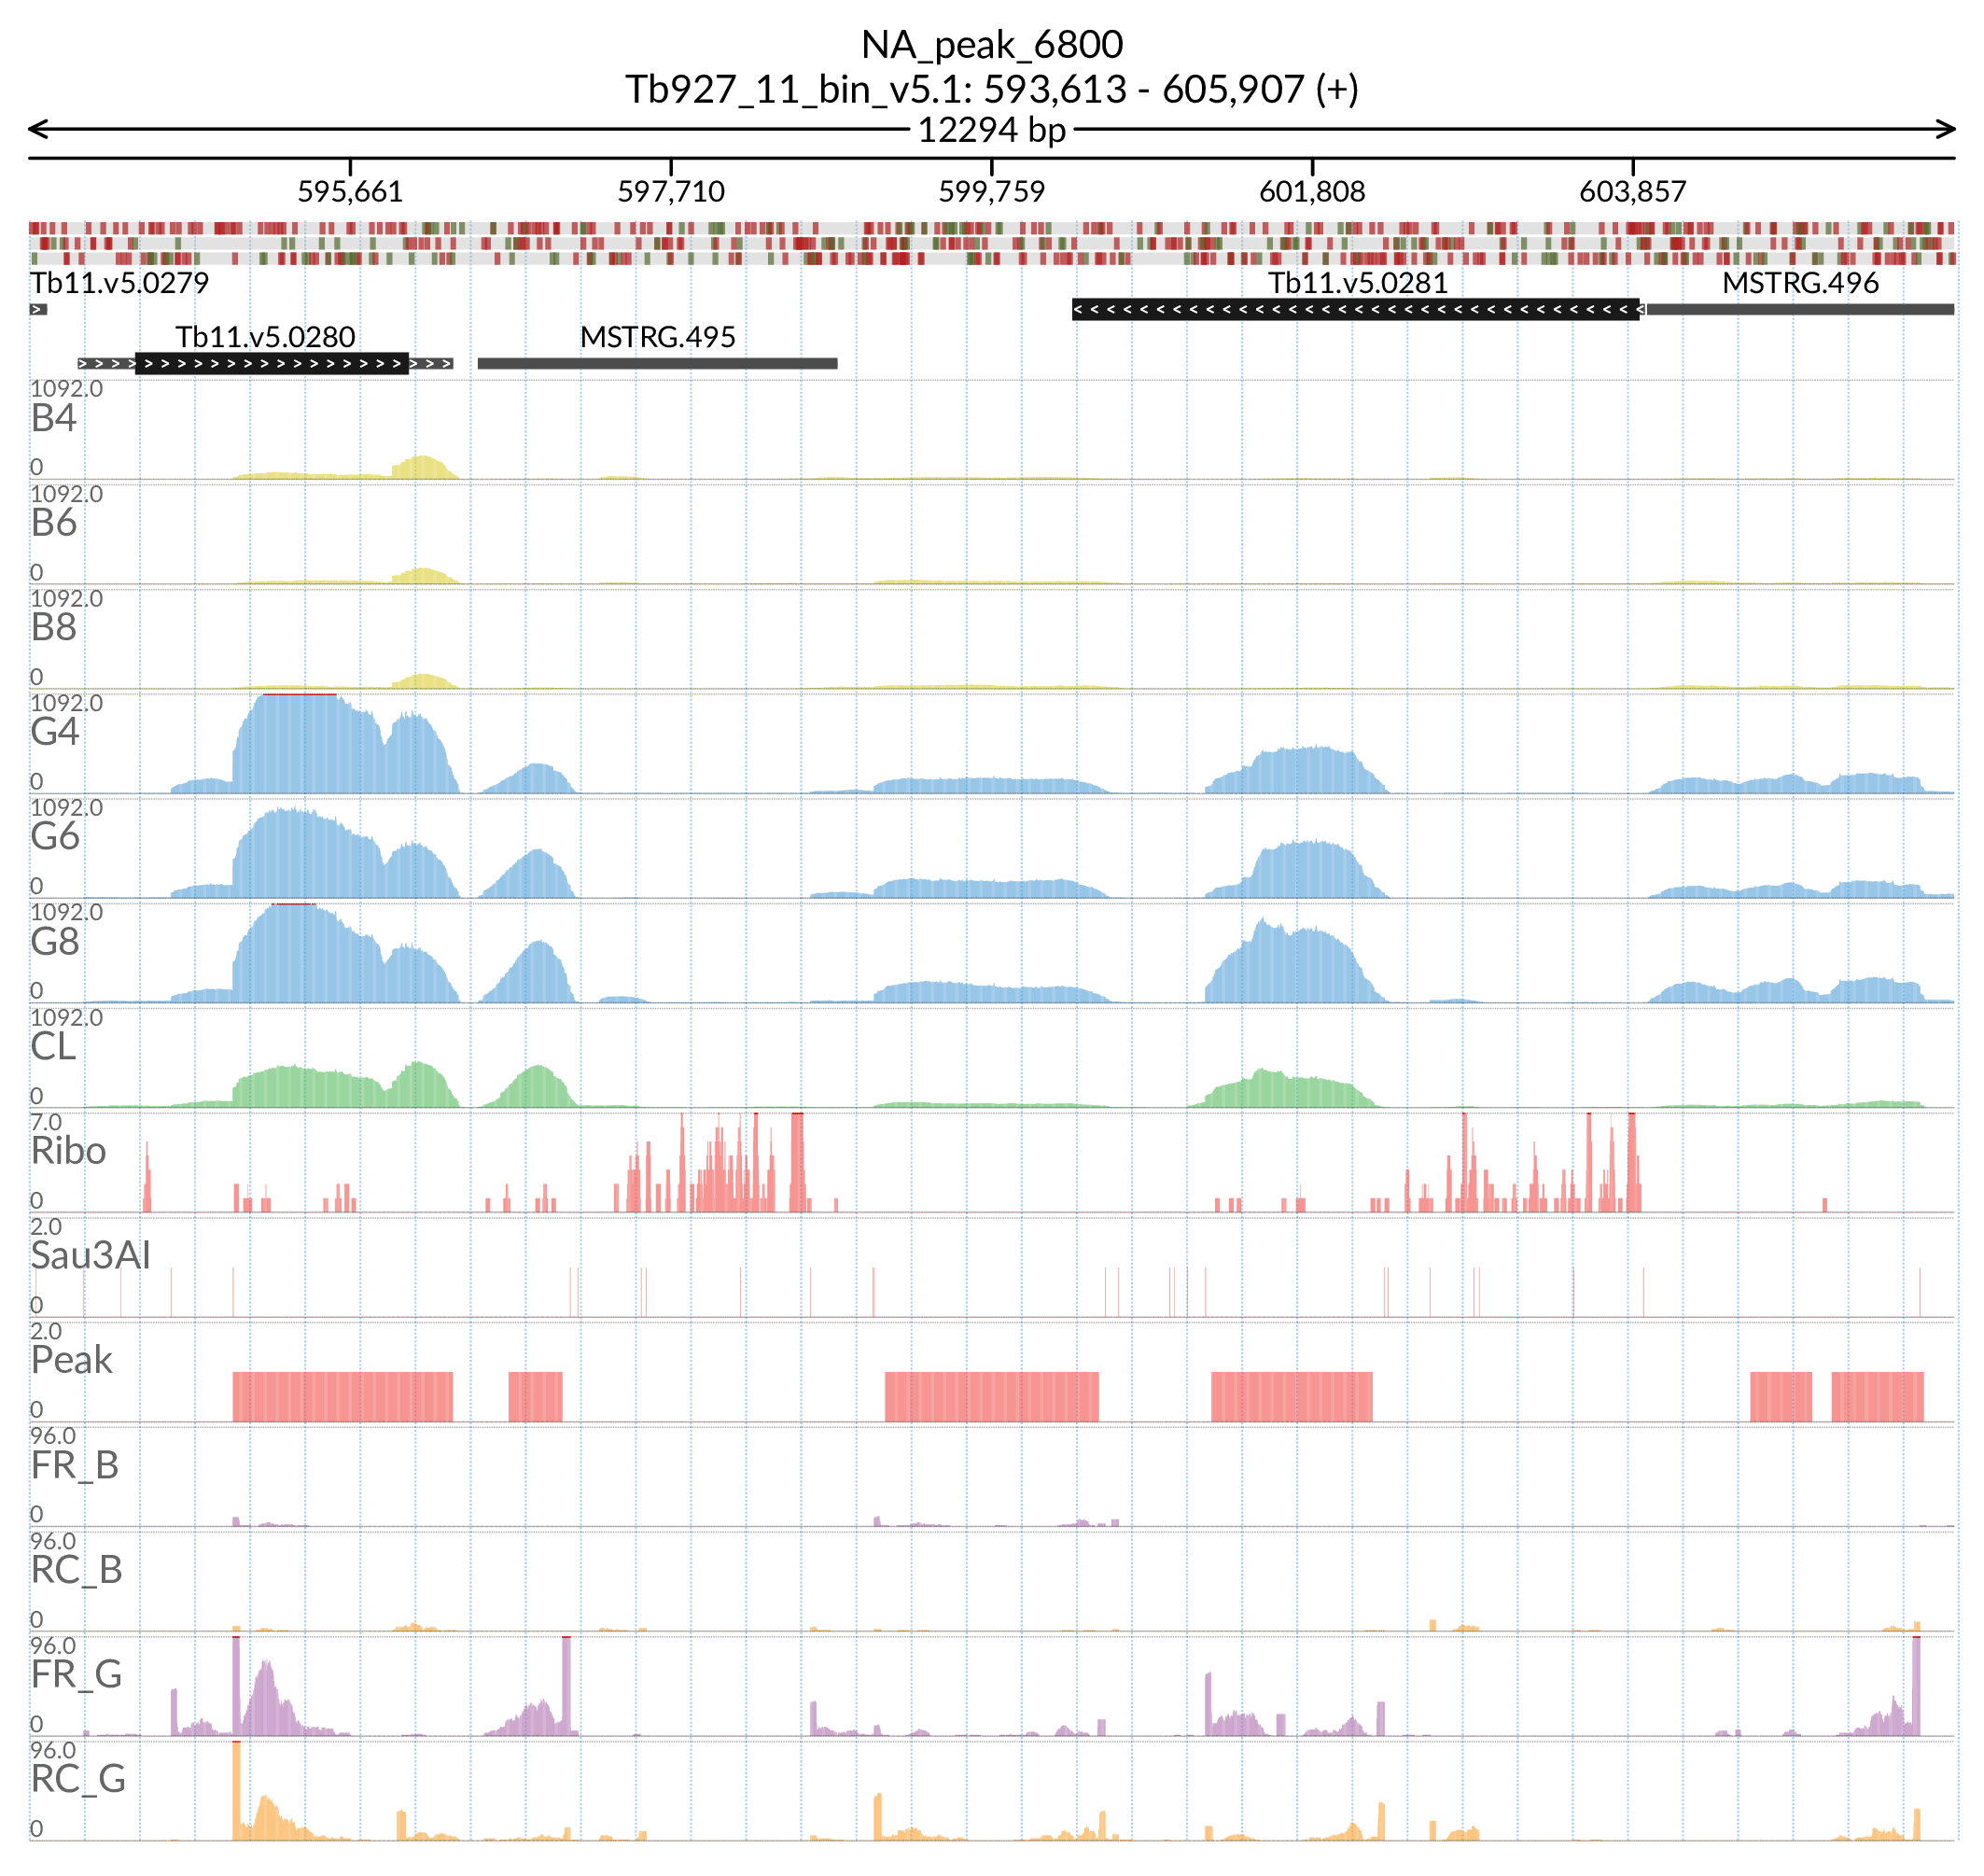 NA_peak_6800
Tb927_11_bin_v5.1: 593,613 - 605,907 (+)
12294 bp
595,661 597,710 599,759 601,808 603,857
Tb11.v5.0279 Tb11.v5.0281 MSTRG.496
Tb11.v5.0280 MSTRG.495
1092.0
B4
0
1092.0
B6
0
1092.0
B8
0
1092.0
G4
0
1092.0
G6
0
1092.0
G8
0
1092.0
CL
0
7.0
Ribo
0
2.0
Sau3AI
0
2.0
Peak
0
96.0
FR_B
0
96.0
RC_B
0
96.0
FR_G
0
96.0
RC_G
0